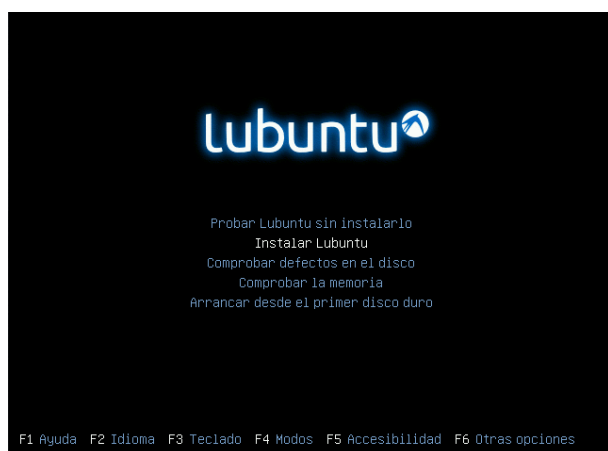 lubuntu
Probar Lubuntu sin instalarlo
Instalar Lubuntu
Comprobar defectos en el disco
Comprobar la memoria
Arrancar desde el primer disco duro
F1 Ayuda F2 Idioma F3 Teclado F4 Modos F5 Accesibilidad F6 Otras opciones